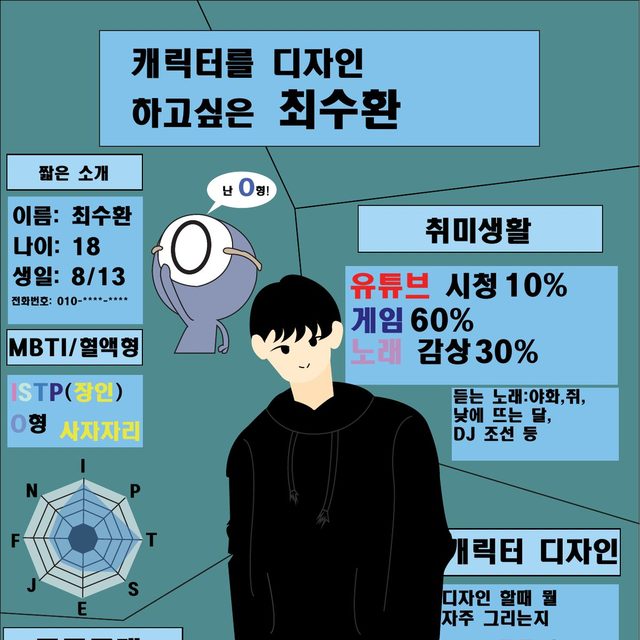 캐릭터를 디자인
하고싶은 최수환
짧은 소개
이름: 최수환
나이: 18
생일: 8/13
전화번호: 010-****-****
MBTI/혈액형
ISTP(장인)
O형 사자자리
I
N P
F T
J S
E
난 O형!
O
취미생활
유튜브 시청 10%
게임 60%
노래 감상 30%
듣는 노래:야화,쥐,
낮에 뜨는 달,
DJ 조선 등
캐릭터 디자인
디자인 할때 뭘
자주 그리는지